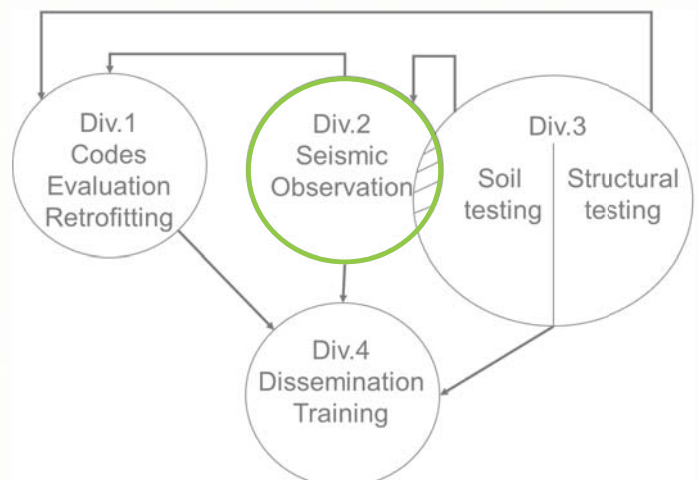 Div.1
Codes
Evaluation
Retrofitting
Div.2
Seismic
Observation
Div.3
Soil
testing
Structural
testing
Div.4
Dissemination
Training